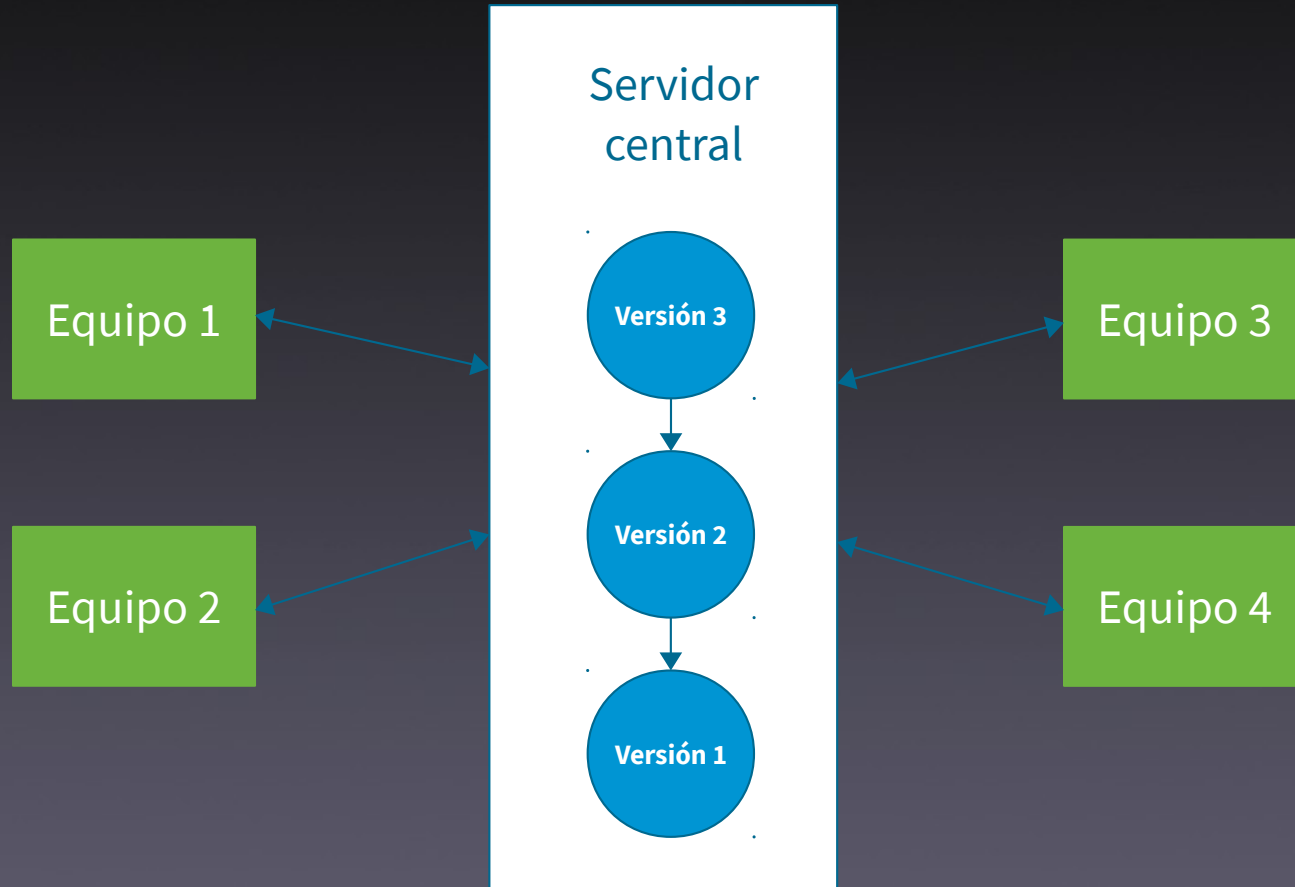 Servidor
central
Equipo 1
Versión 3
Equipo 3
Versión 2
Equipo 2
Equipo 4
Versión 1